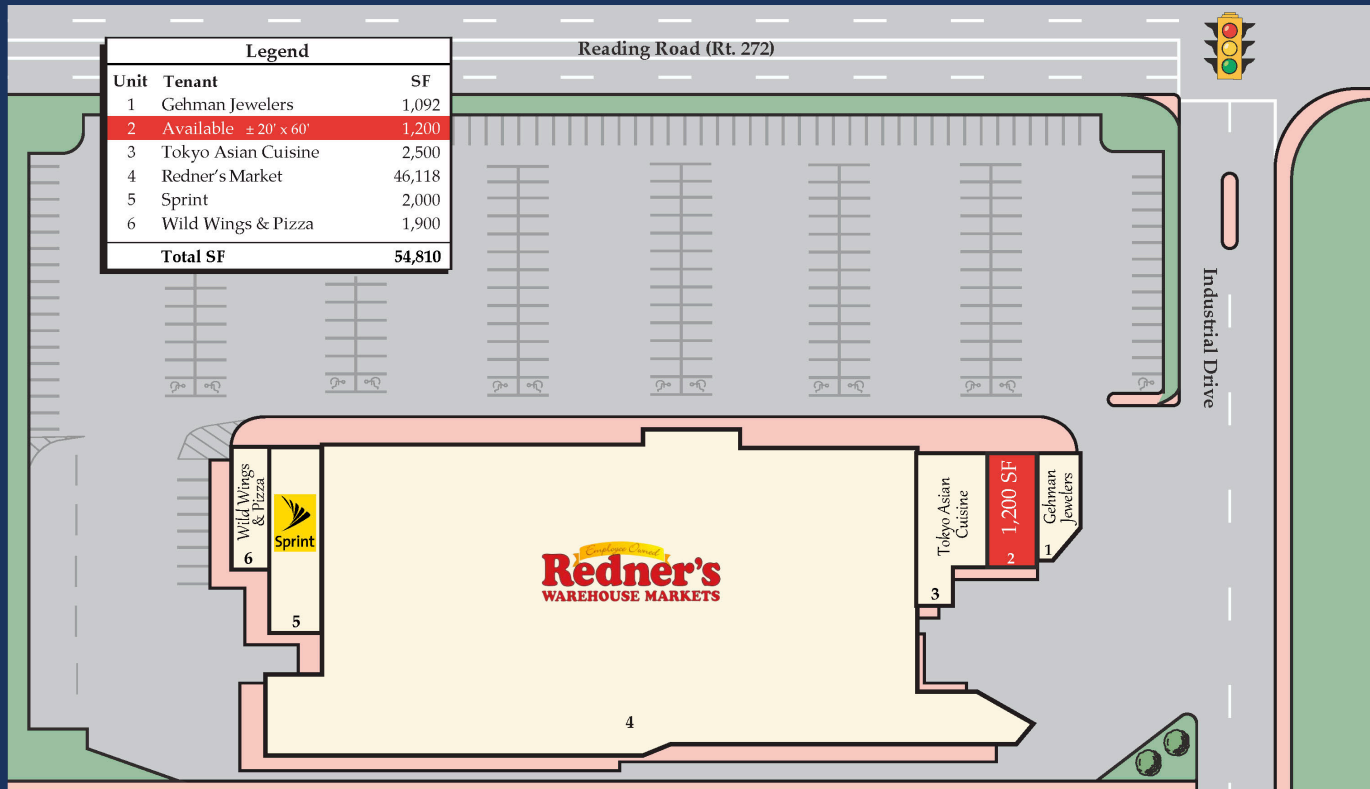 Reading Road (Rt. 272)
Legend
Unit Tenant SF
1 Gehman Jewelers 1,092
2 Available ± 20' x 60' 1,200
3 Tokyo Asian Cuisine 2,500
4 Redner's Market 46,118
5 Sprint 2,000
6 Wild Wings & Pizza 1,900
Total SF 54,810
Industrial Drive
Wild Wings
& Pizza
6
Sprint
5
Employee Owned
Redner's
WAREHOUSE MARKETS
4
Tokyo Asian
Cuisine
3
1,200 SF
2
Gehman
Jewelers
1